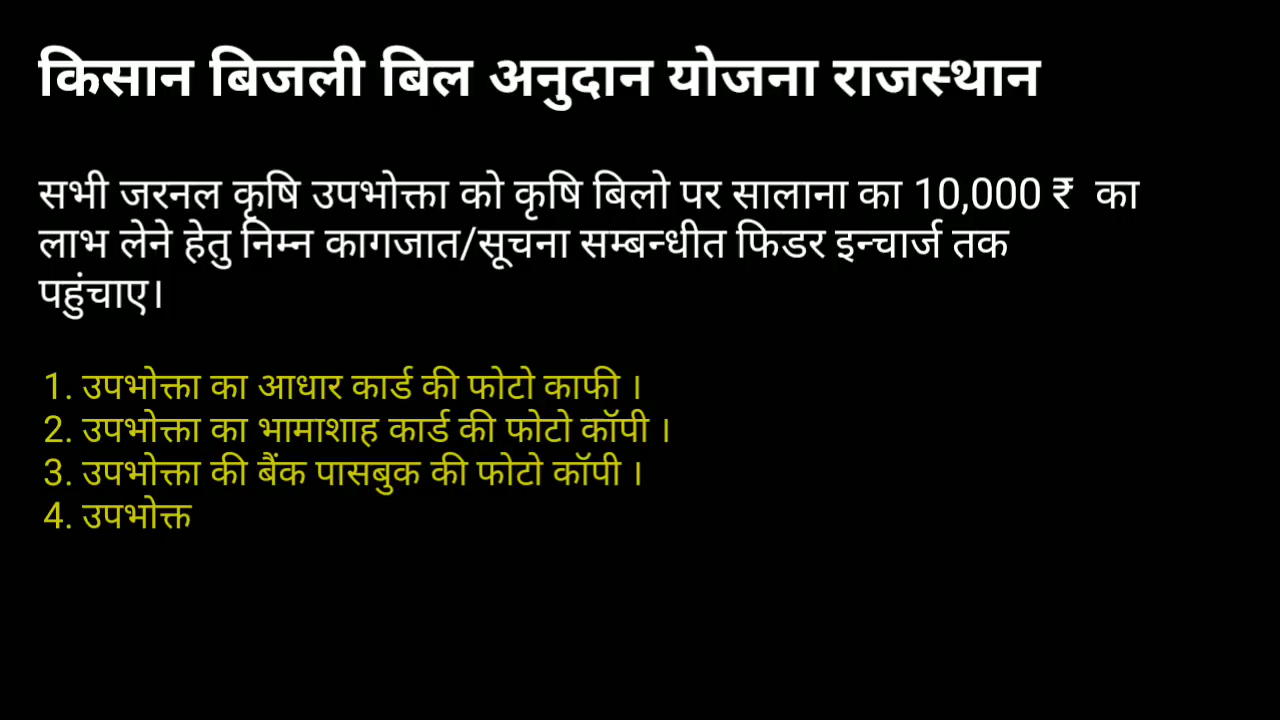 किसान बिजली बिल अनुदान योजना राजस्थान
सभी जरनल कृषि उपभोक्ता को कृषि बिलो पर सालाना का 10,000 ₹ का
लाभ लेने हेतु निम्न कागजात/सूचना सम्बन्धीत फिडर इन्चार्ज तक
पहुंचाए।
1. उपभोक्ता का आधार कार्ड की फोटो काफी ।
2. उपभोक्ता का भामाशाह कार्ड की फोटो कॉपी ।
3. उपभोक्ता की बैंक पासबुक की फोटो कॉपी ।
4. उपभोक्त